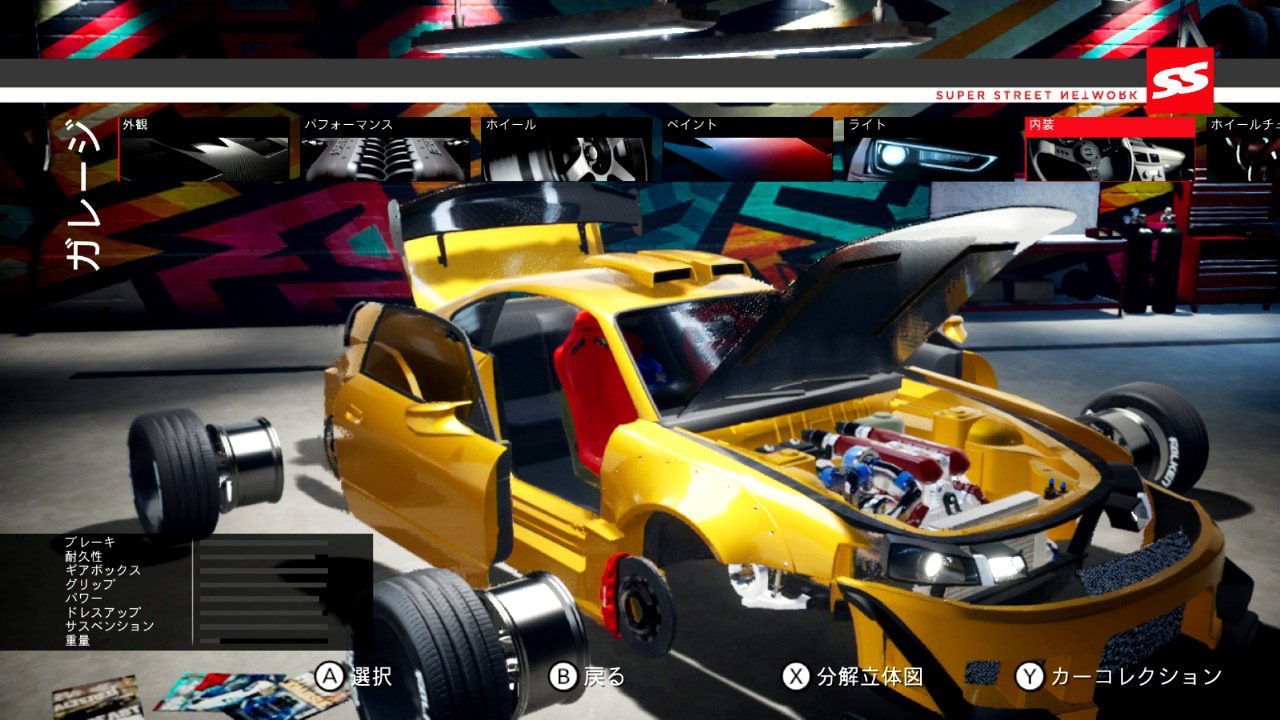 SUPER STREET NETWORK
SS
ガレージ
外観
パフォーマンス
ホイール
ペイント
ライト
内装
ホイールチ
FALKEN
ブレーキ
耐久性
ギアボックス
グリップ
パワー
ドレスアップ
サスペンション
重量
A 選択
B 戻る
X 分解立体図
Y カーコレクション